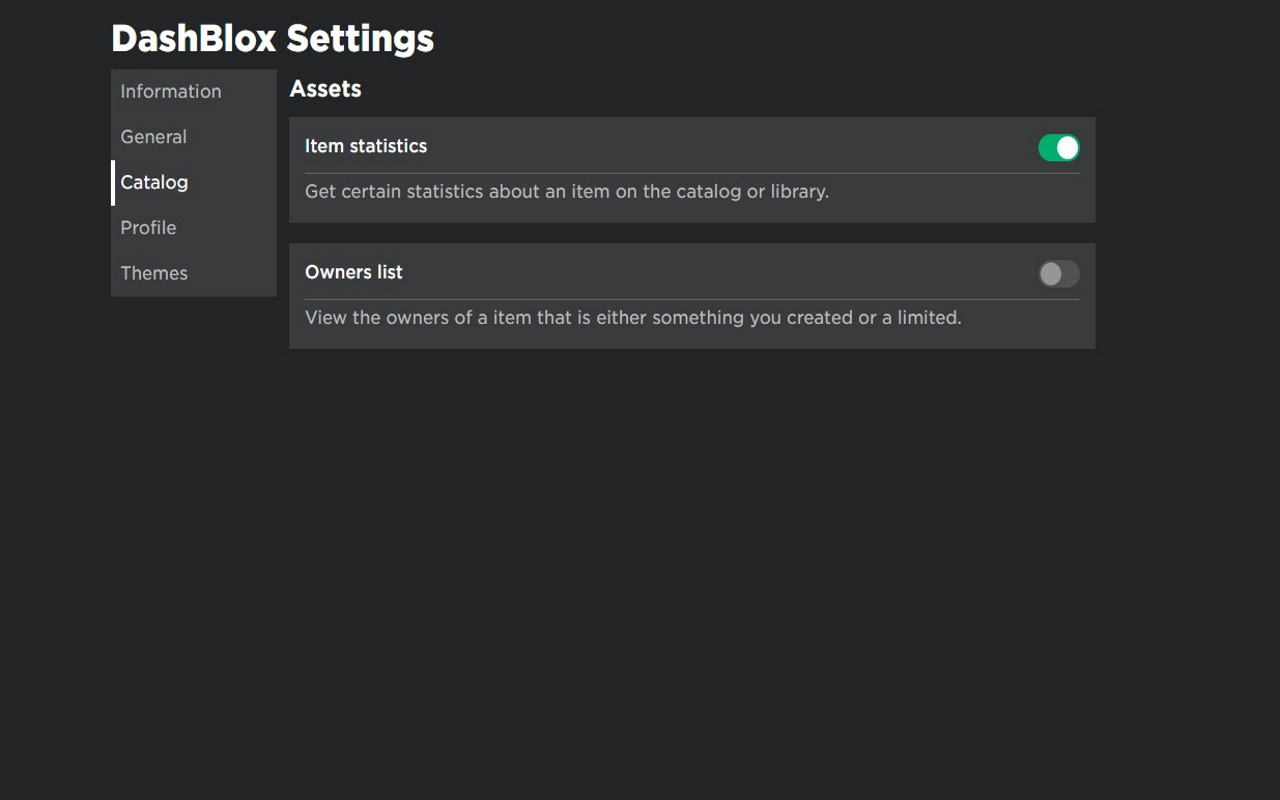 DashBlox Settings
Information
General
Catalog
Profile
Themes
Assets
Item statistics
Get certain statistics about an item on the catalog or library.
Owners list
View the owners of a item that is either something you created or a limited.